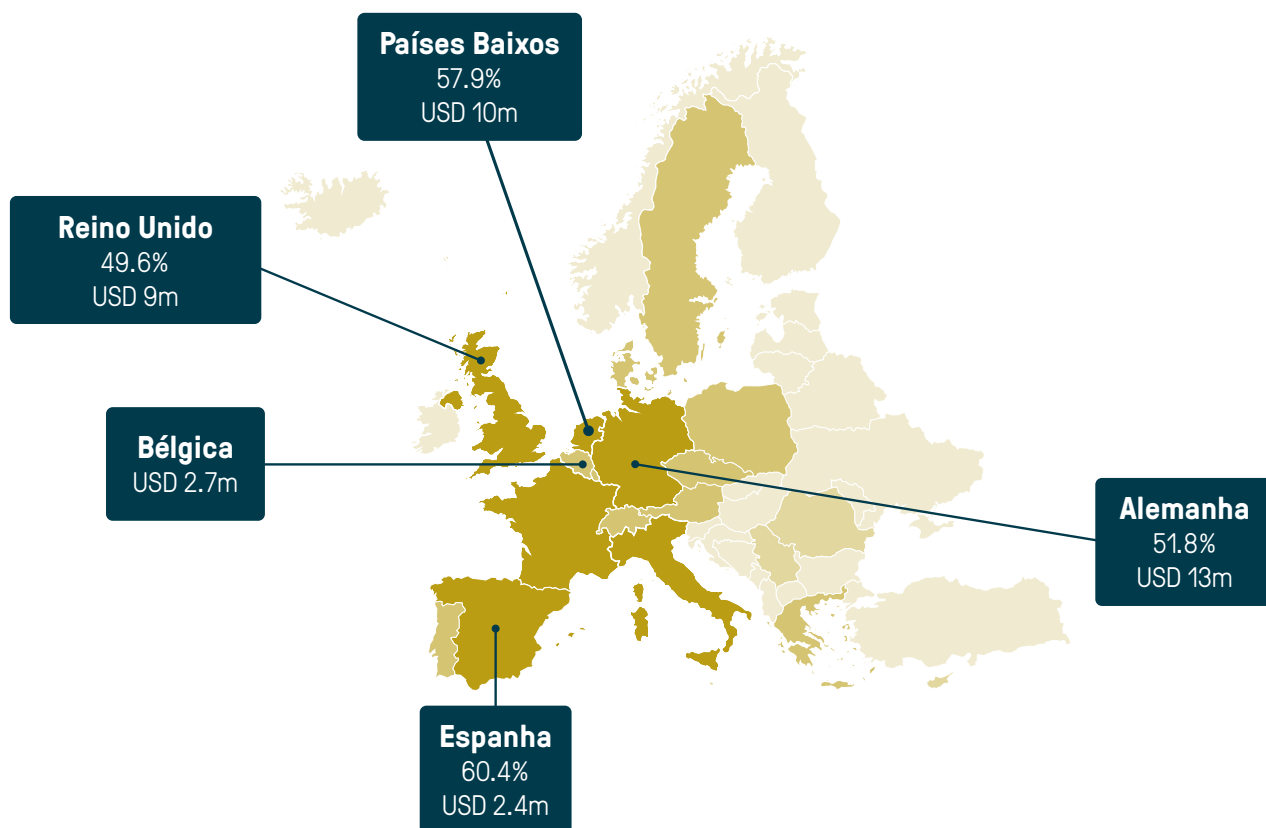 Países Baixos
57.9%
USD 10m
Reino Unido
49.6%
USD 9m
Bélgica
USD 2.7m
Alemanha
51.8%
USD 13m
Espanha
60.4%
USD 2.4m